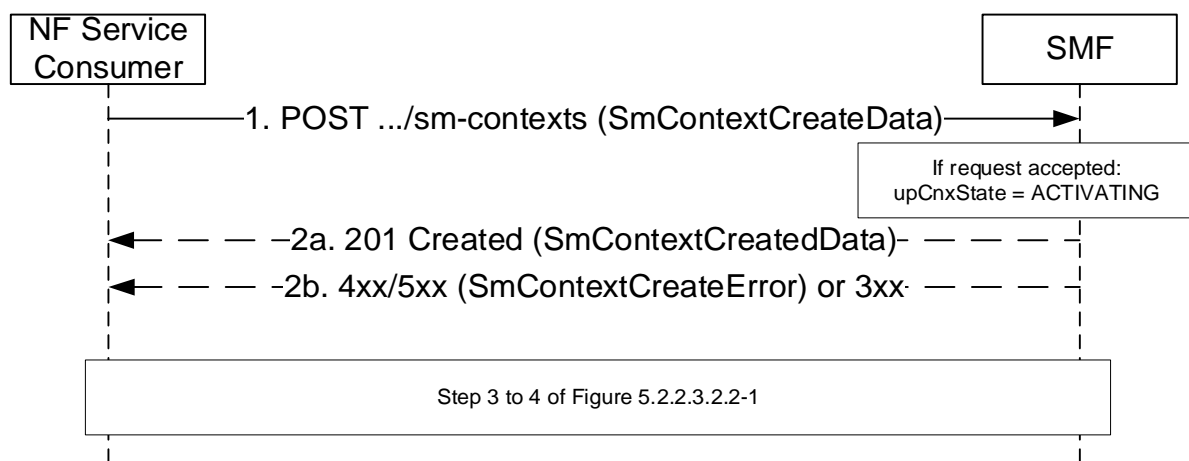 NF Service
Consumer
SMF
1. POST .../sm-contexts (SmContextCreateData)
If request accepted:
upCnxState = ACTIVATING
2a. 201 Created (SmContextCreatedData)
2b. 4xx/5xx (SmContextCreateError) or 3xx
Step 3 to 4 of Figure 5.2.2.3.2.2-1